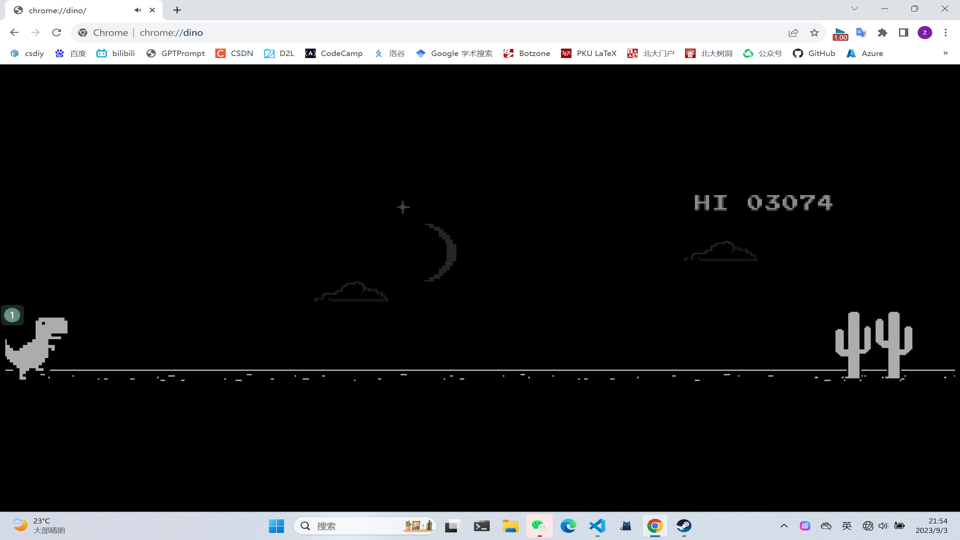 chrome://dino/
Chrome | chrome://dino
1.00
z
csdiy 百度 bilibili GPTPrompt CSDN D2L CodeCamp 洛谷 Google 学术搜索 Botzone PKU LaTeX 北大门户 北大树洞 公众号 GitHub Azure »
HI 03074
1
23°C
大部晴朗
搜索
英
21:54
2023/9/3